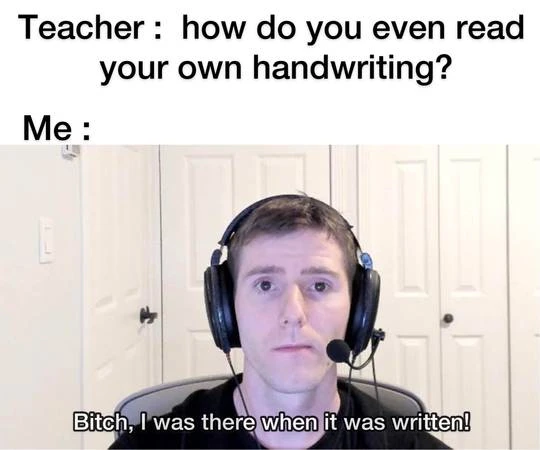 Teacher : how do you even read
your own handwriting?
Me :
Bitch, I was there when it was written!